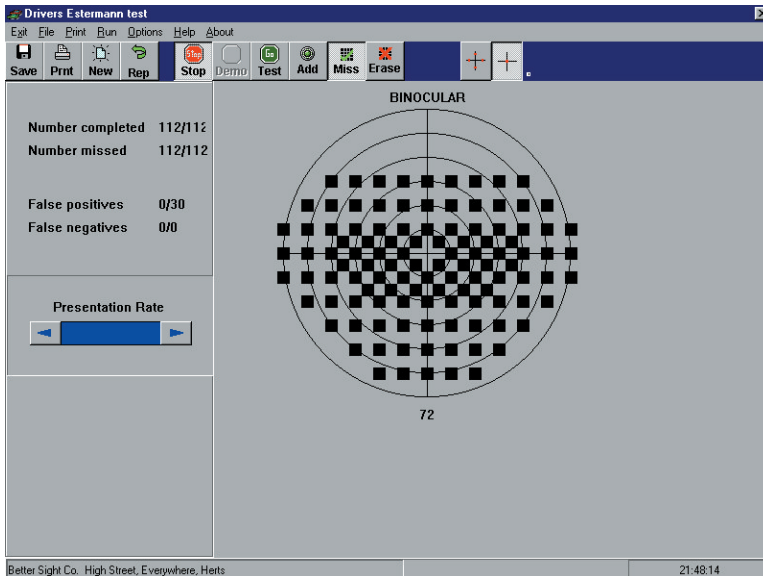 Drivers Estermann test
Exit File Print Run Options Help About
Save Prnt New Rep Stop Demo Go Test Add Miss Erase
BINOCULAR
Number completed 112/112
Number missed 112/112
False positives 0/30
False negatives 0/0
Presentation Rate
72
Better Sight Co. High Street, Everywhere, Herts 21:48:14